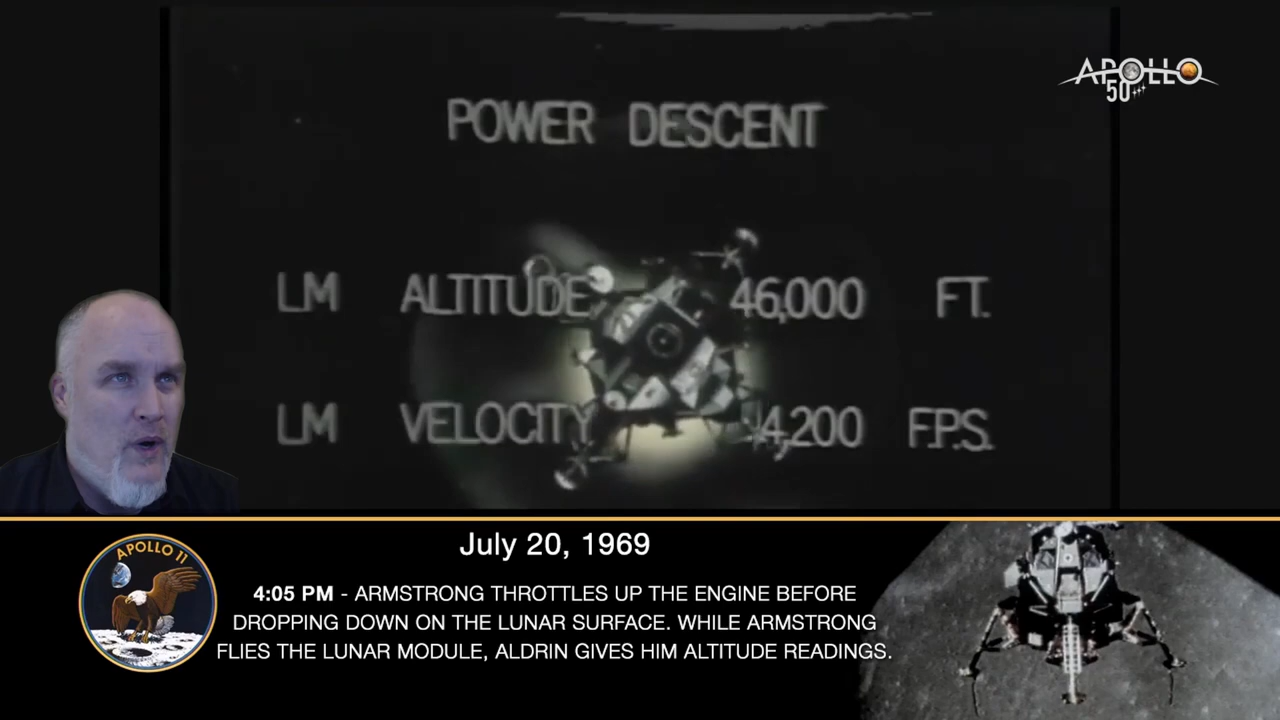 APOLLO
50
POWER DESCENT
LM ALTITUDE 46,000 FT.
LM VELOCITY 4,200 F.P.S.
APOLLO 11
July 20, 1969
4:05 PM - ARMSTRONG THROTTLES UP THE ENGINE BEFORE
DROPPING DOWN ON THE LUNAR SURFACE. WHILE ARMSTRONG
FLIES THE LUNAR MODULE, ALDRIN GIVES HIM ALTITUDE READINGS.